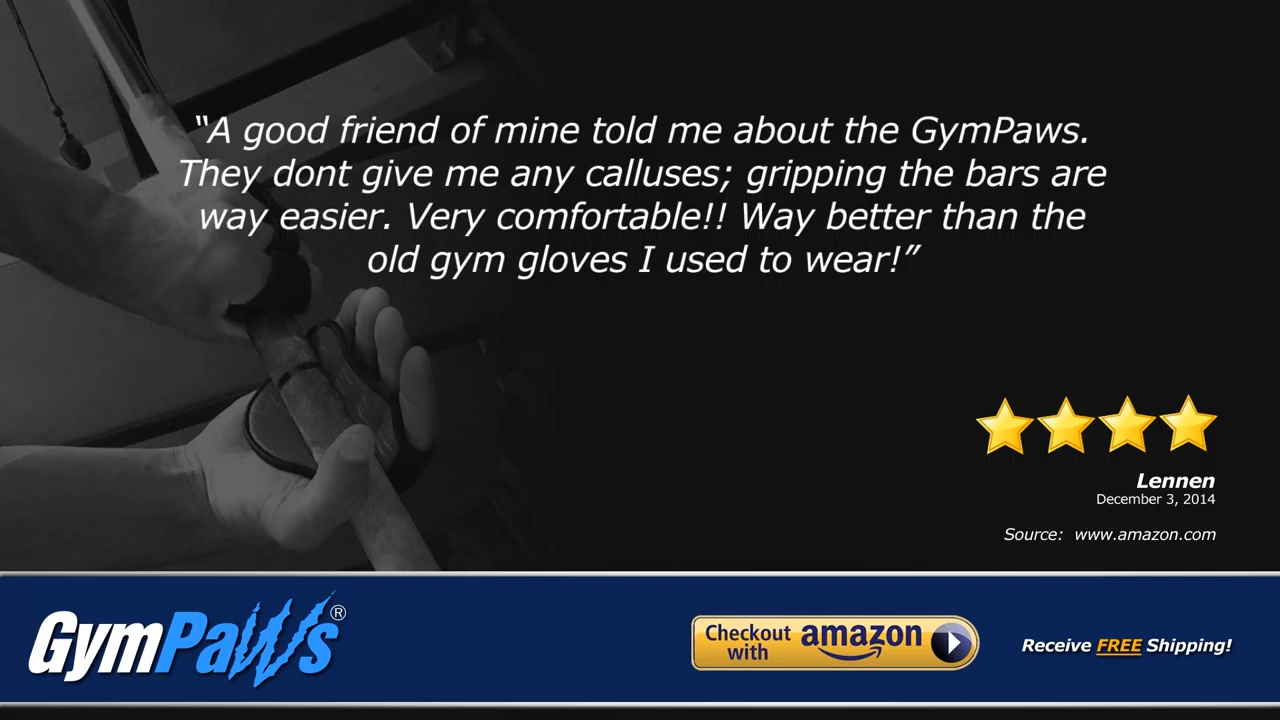 “A good friend of mine told me about the GymPaws.
They dont give me any calluses; gripping the bars are
way easier. Very comfortable!! Way better than the
old gym gloves I used to wear!”
Lennen
December 3, 2014
Source: www.amazon.com
GymPaws®
Checkout with amazon
Receive FREE Shipping!